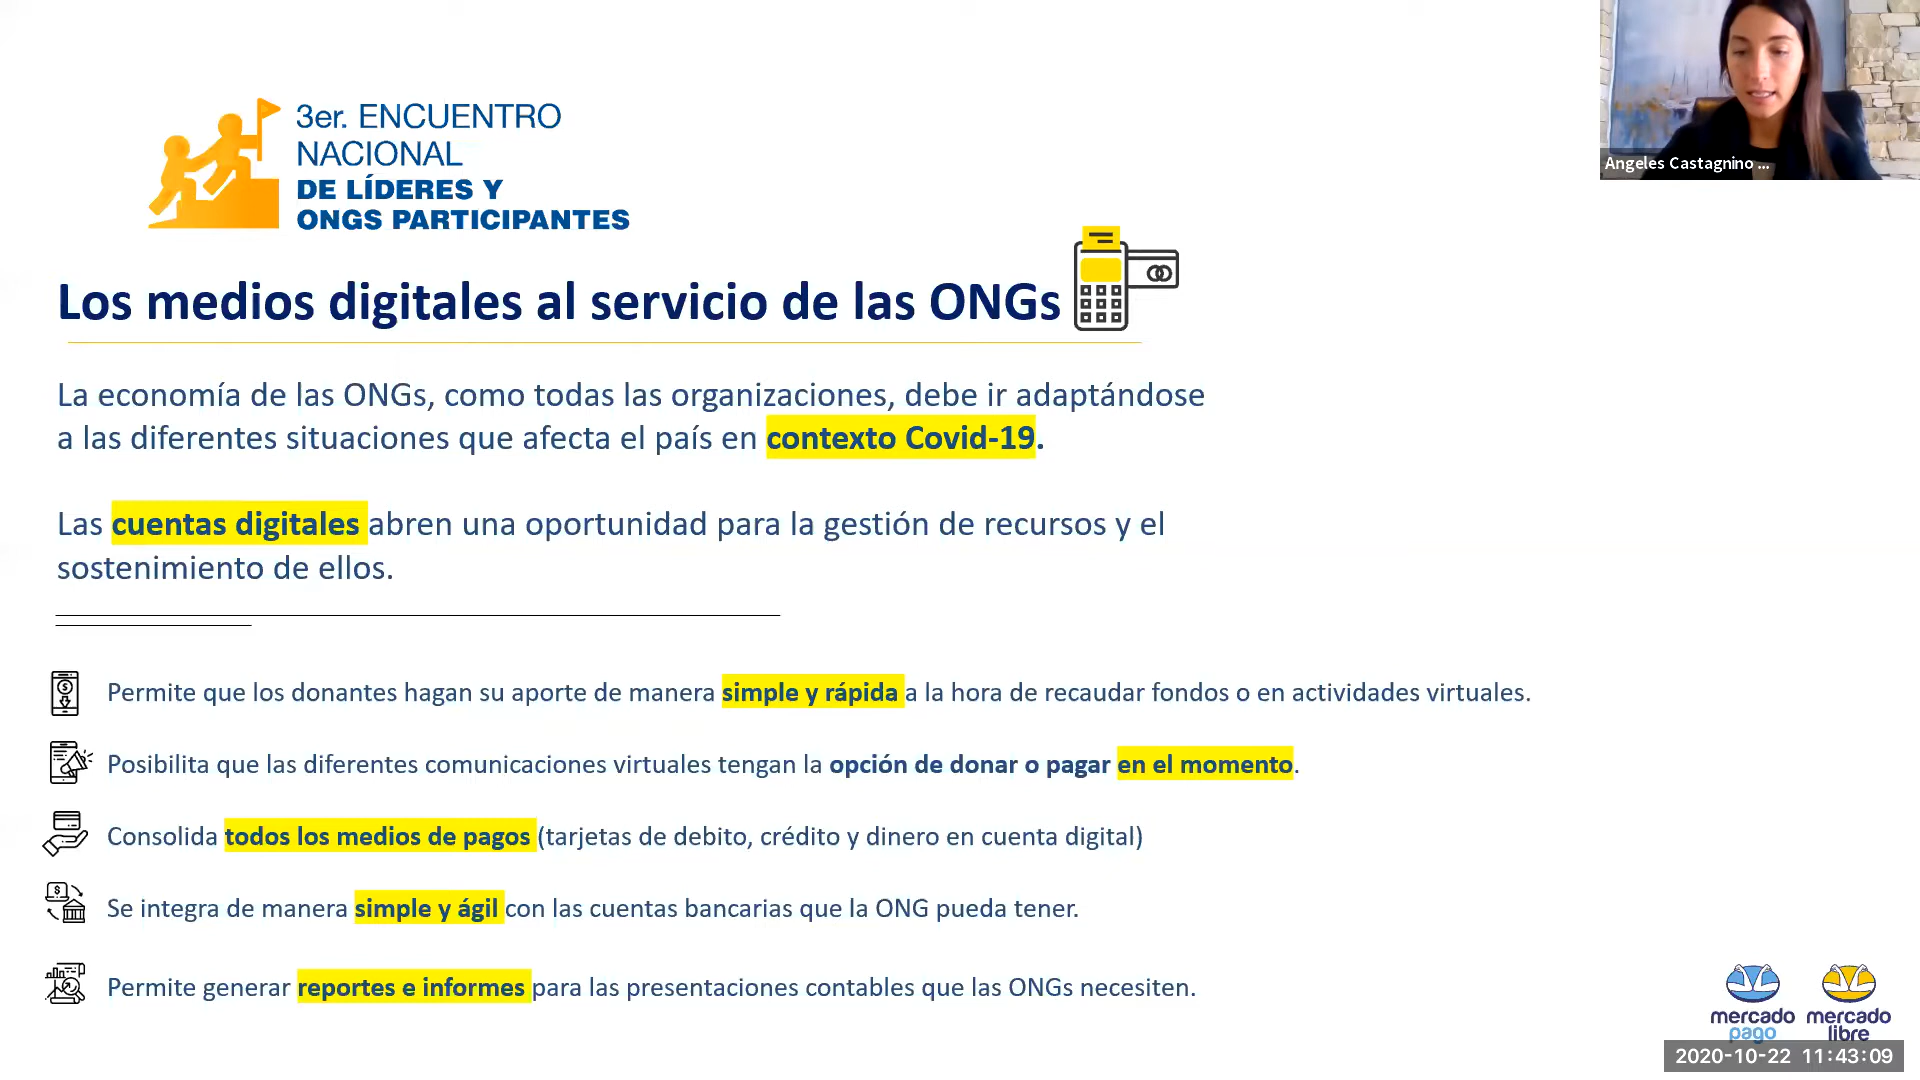 Angeles Castagnino ...
3er. ENCUENTRO
NACIONAL
DE LÍDERES Y
ONGS PARTICIPANTES
Los medios digitales al servicio de las ONGs
La economía de las ONGs, como todas las organizaciones, debe ir adaptándose
a las diferentes situaciones que afecta el país en contexto Covid-19.
Las cuentas digitales abren una oportunidad para la gestión de recursos y el
sostenimiento de ellos.
Permite que los donantes hagan su aporte de manera simple y rápida a la hora de recaudar fondos o en actividades virtuales.
Posibilita que las diferentes comunicaciones virtuales tengan la opción de donar o pagar en el momento.
Consolida todos los medios de pagos (tarjetas de debito, crédito y dinero en cuenta digital)
Se integra de manera simple y ágil con las cuentas bancarias que la ONG pueda tener.
Permite generar reportes e informes para las presentaciones contables que las ONGs necesiten.
mercado
pago
mercado
libre
2020-10-22 11:43:09